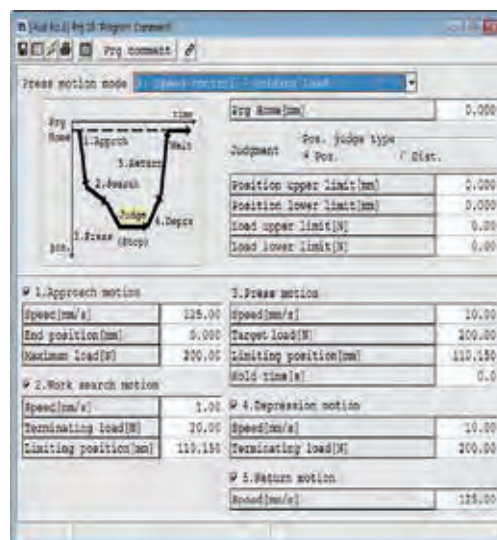 Prg comment
Press motion mode
Prg Home[mm] 0.000
Prg
Home
time
1.Approch
Wait
5.Return
2.Search
Judge
4.Deprs
3.Press
(Stop)
pos.
Judgment
Pos. judge type
Pos. Dist.
Position upper limit[mm] 0.000
Position lower limit[mm] 0.000
Load upper limit[N] 0.00
Load lower limit[N] 0.00
1.Approach motion
Speed[mm/s] 125.00
End position[mm] 0.000
Maximum load[N] 200.00
2.Work search motion
Speed[mm/s] 1.00
Terminating load[N] 20.00
Limiting position[mm] 110.150
3.Press motion
Speed[mm/s] 10.00
Target load[N] 200.00
Limiting position[mm] 110.150
Hold time[s] 0.0
4.Depression motion
Speed[mm/s] 10.00
Terminating load[N] 200.00
5.Return motion
Speed[mm/s] 125.00